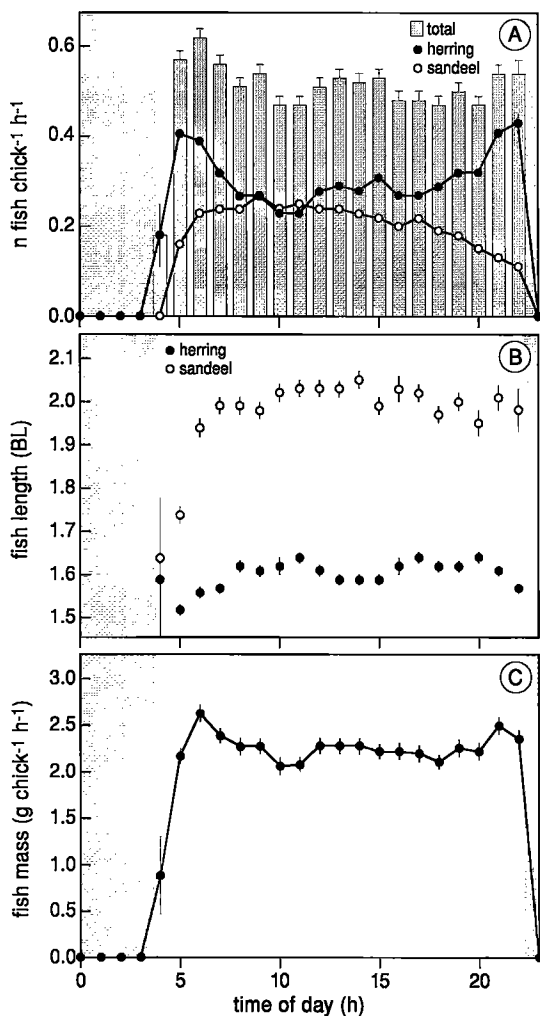 A
total
herring
sandeel
n fish chick-1 h-1
0.6
0.4
0.2
0.0
B
herring
sandeel
fish length (BL)
2.1
2.0
1.9
1.8
1.7
1.6
1.5
C
fish mass (g chick-1 h-1)
3.0
2.5
2.0
1.5
1.0
0.5
0.0
0 5 10 15 20
time of day (h)